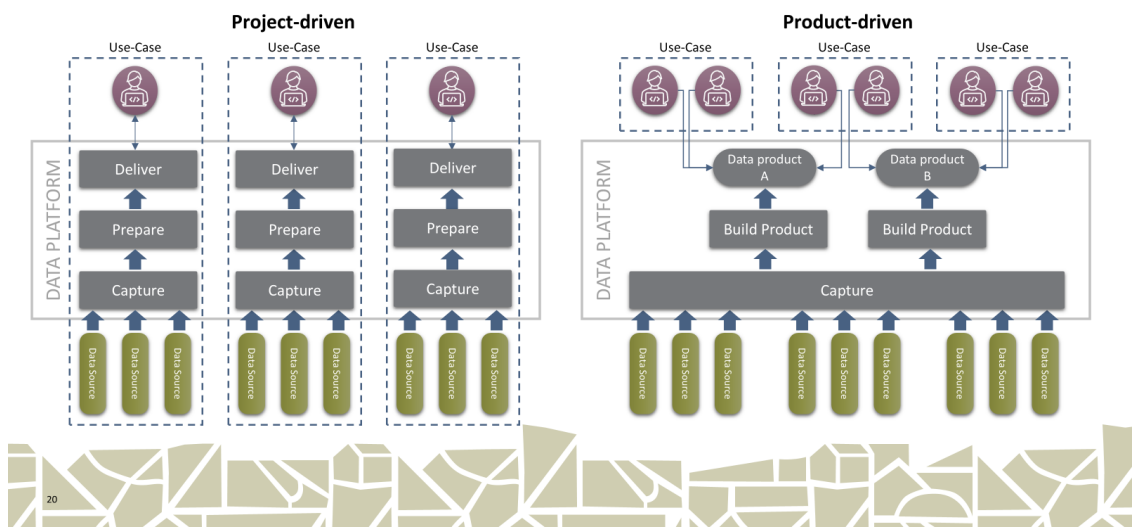 Project-driven
Use-Case
Use-Case
Use-Case
DATA PLATFORM
Deliver
Deliver
Deliver
Prepare
Prepare
Prepare
Capture
Capture
Capture
Data Source
Data Source
Data Source
Data Source
Data Source
Data Source
Data Source
Data Source
Data Source
Product-driven
Use-Case
Use-Case
Use-Case
DATA PLATFORM
Data product
A
Data product
B
Build Product
Build Product
Capture
Data Source
Data Source
Data Source
Data Source
Data Source
Data Source
Data Source
Data Source
Data Source
20